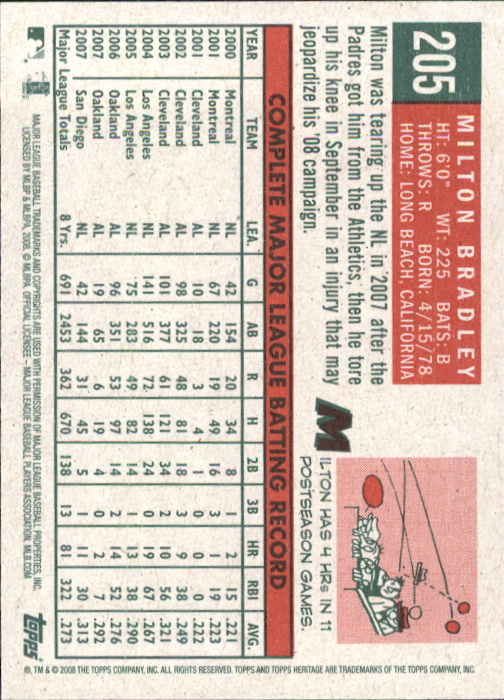 205
MILTON BRADLEY
HT: 6'0" WT: 225 BATS: B
THROWS: R BORN: 4/15/78
HOME: LONG BEACH, CALIFORNIA
Milton was tearing up the NL in '2007 after the
Padres got him from the Athletics, then he tore
up his knee in September in an injury that may
jeopardize his '08 campaign.
MILTON HAS 4 HRs IN 11
POSTSEASON GAMES.
COMPLETE MAJOR LEAGUE BATTING RECORD
YEAR TEAM LEA. G AB R H 2B 3B HR RBI AVG.
2000 Montreal NL 42 154 20 34 8 1 2 15 .221
2001 Montreal NL 67 220 19 49 16 3 1 19 .223
2001 Cleveland AL 10 18 3 4 1 0 0 0 .222
2002 Cleveland AL 98 325 48 81 18 3 9 38 .249
2003 Cleveland AL 101 377 61 121 34 2 10 56 .321
2004 Los Angeles NL 141 516 72 138 24 0 19 67 .267
2005 Los Angeles NL 75 283 49 82 14 1 13 38 .290
2006 Oakland AL 96 351 53 97 14 2 14 52 .276
2007 Oakland AL 19 65 6 19 4 0 2 7 .292
2007 San Diego NL 42 144 31 45 5 1 11 30 .313
Major League Totals 8 Yrs. 691 2453 362 670 138 13 81 322 .273
MAJOR LEAGUE BASEBALL TRADEMARKS AND COPYRIGHTS ARE USED WITH PERMISSION OF MAJOR LEAGUE BASEBALL PROPERTIES, INC.
LICENSED BY MLBP & MLBPA, 2008. © MLBPA. OFFICIAL LICENSEE – MAJOR LEAGUE BASEBALL PLAYERS ASSOCIATION. MLB.COM
TOPPS
®, TM & © 2008 THE TOPPS COMPANY, INC. ALL RIGHTS RESERVED. TOPPS AND TOPPS HERITAGE ARE TRADEMARKS OF THE TOPPS COMPANY, INC.